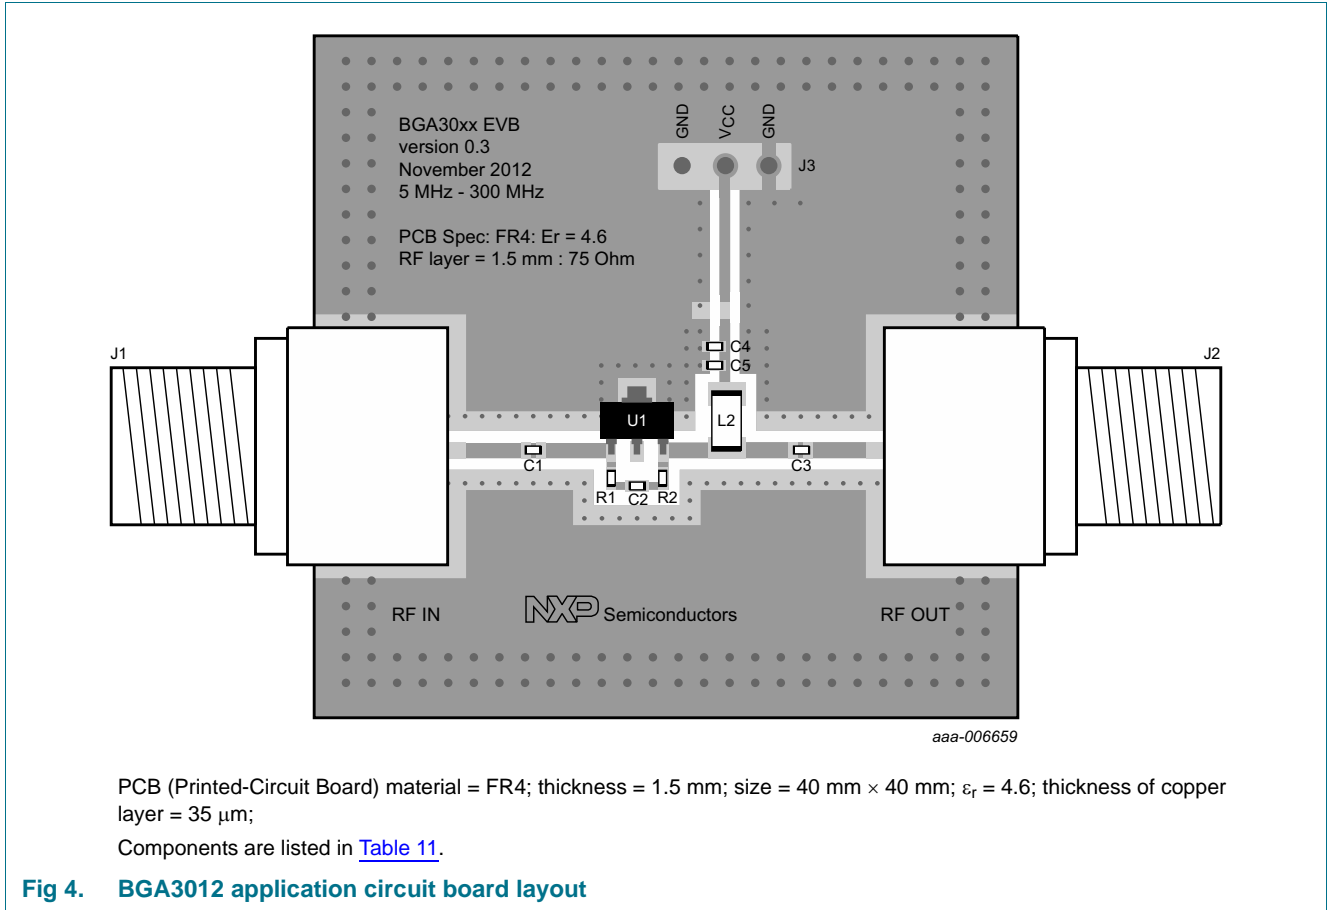 BGA30xx EVB
version 0.3
November 2012
5 MHz - 300 MHz
PCB Spec: FR4: Er = 4.6
RF layer = 1.5 mm : 75 Ohm
GND
VCC
GND
J3
J1
J2
C4
C5
U1
L2
C1
C3
R1
C2
R2
RF IN
NXP Semiconductors
RF OUT
aaa-006659
PCB (Printed-Circuit Board) material = FR4; thickness = 1.5 mm; size = 40 mm × 40 mm; εr = 4.6; thickness of copper
layer = 35 μm;
Components are listed in Table 11.
Fig 4. BGA3012 application circuit board layout